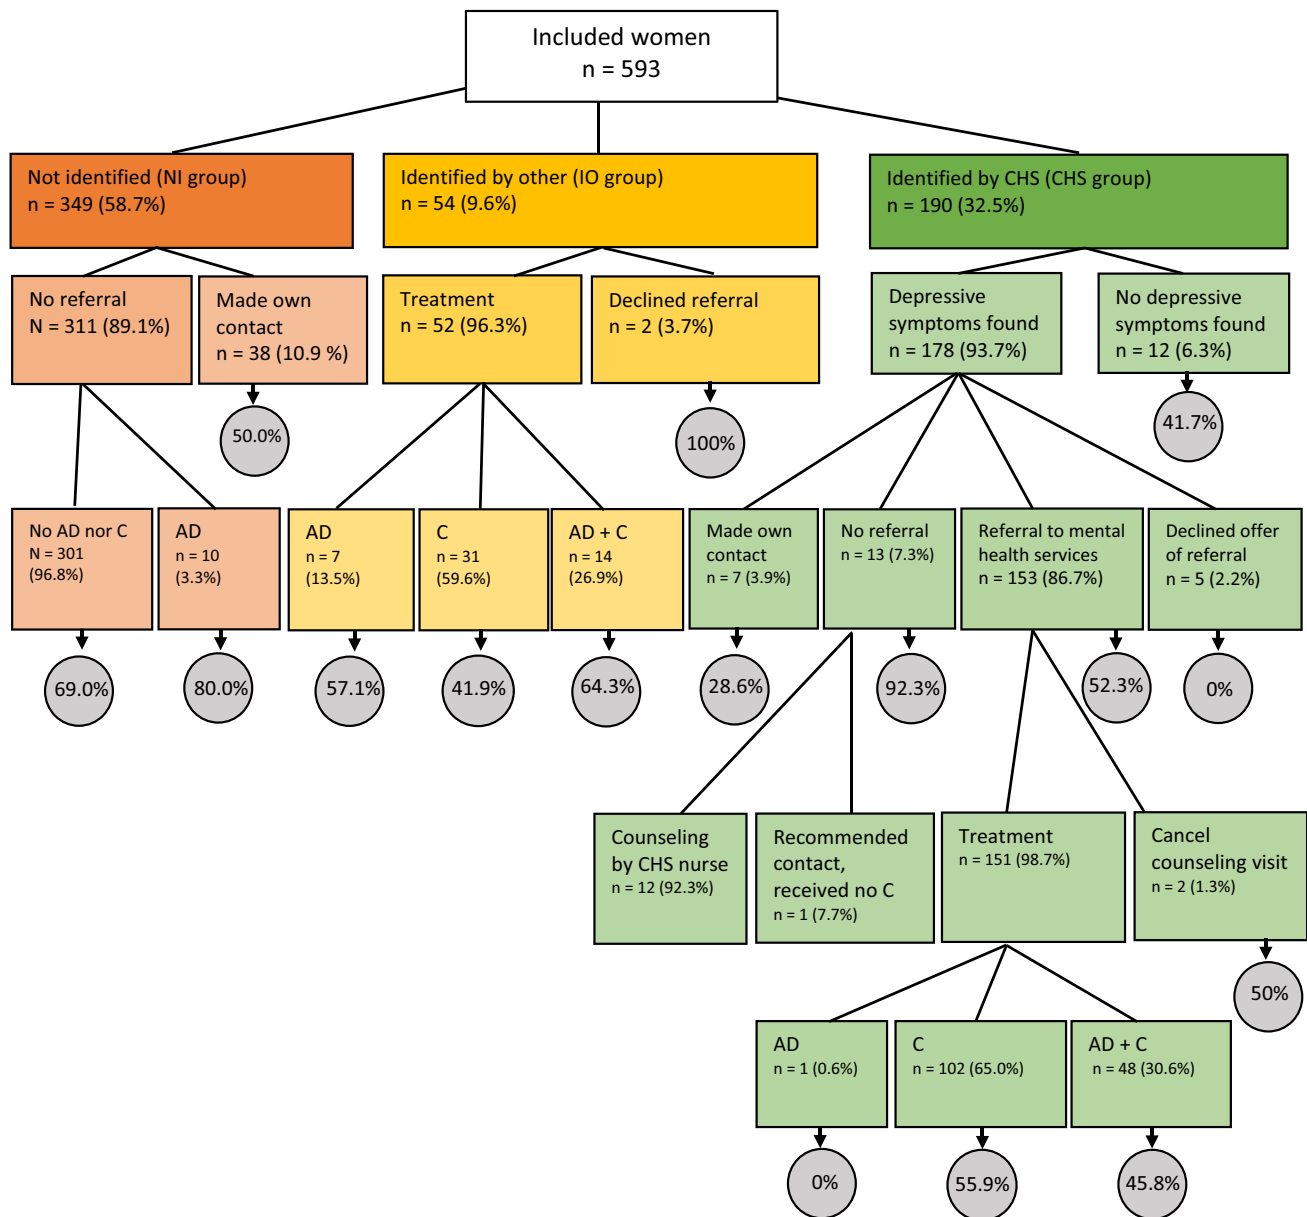 Included women
n = 593
Not identified (NI group)
n = 349 (58.7%)
Identified by other (IO group)
n = 54 (9.6%)
Identified by CHS (CHS group)
n = 190 (32.5%)
No referral
N = 311 (89.1%)
Made own
contact
n = 38 (10.9 %)
Treatment
n = 52 (96.3%)
Declined referral
n = 2 (3.7%)
Depressive
symptoms found
n = 178 (93.7%)
No depressive
symptoms found
n = 12 (6.3%)
50.0%
100%
41.7%
No AD nor C
N = 301
(96.8%)
AD
n = 10
(3.3%)
AD
n = 7
(13.5%)
C
n = 31
(59.6%)
AD + C
n = 14
(26.9%)
Made own
contact
n = 7 (3.9%)
No referral
n = 13 (7.3%)
Referral to mental
health services
n = 153 (86.7%)
Declined offer
of referral
n = 5 (2.2%)
69.0%
80.0%
57.1%
41.9%
64.3%
28.6%
92.3%
52.3%
0%
Counseling
by CHS nurse
n = 12 (92.3%)
Recommended
contact,
received no C
n = 1 (7.7%)
Treatment
n = 151 (98.7%)
Cancel
counseling visit
n = 2 (1.3%)
50%
AD
n = 1 (0.6%)
C
n = 102 (65.0%)
AD + C
n = 48 (30.6%)
0%
55.9%
45.8%